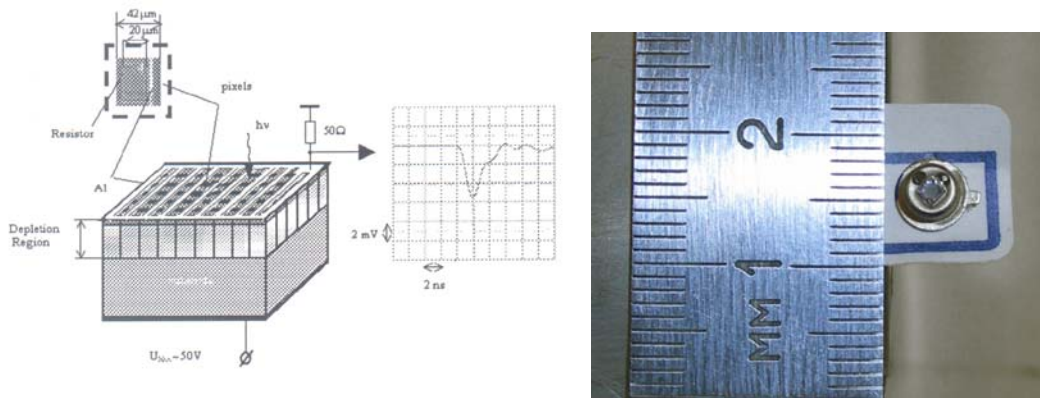 42 μm
20 μm
pixels
Resistor
hν
50Ω
Al
Depletion
Region
2 mV
2 ns
2
1
MM